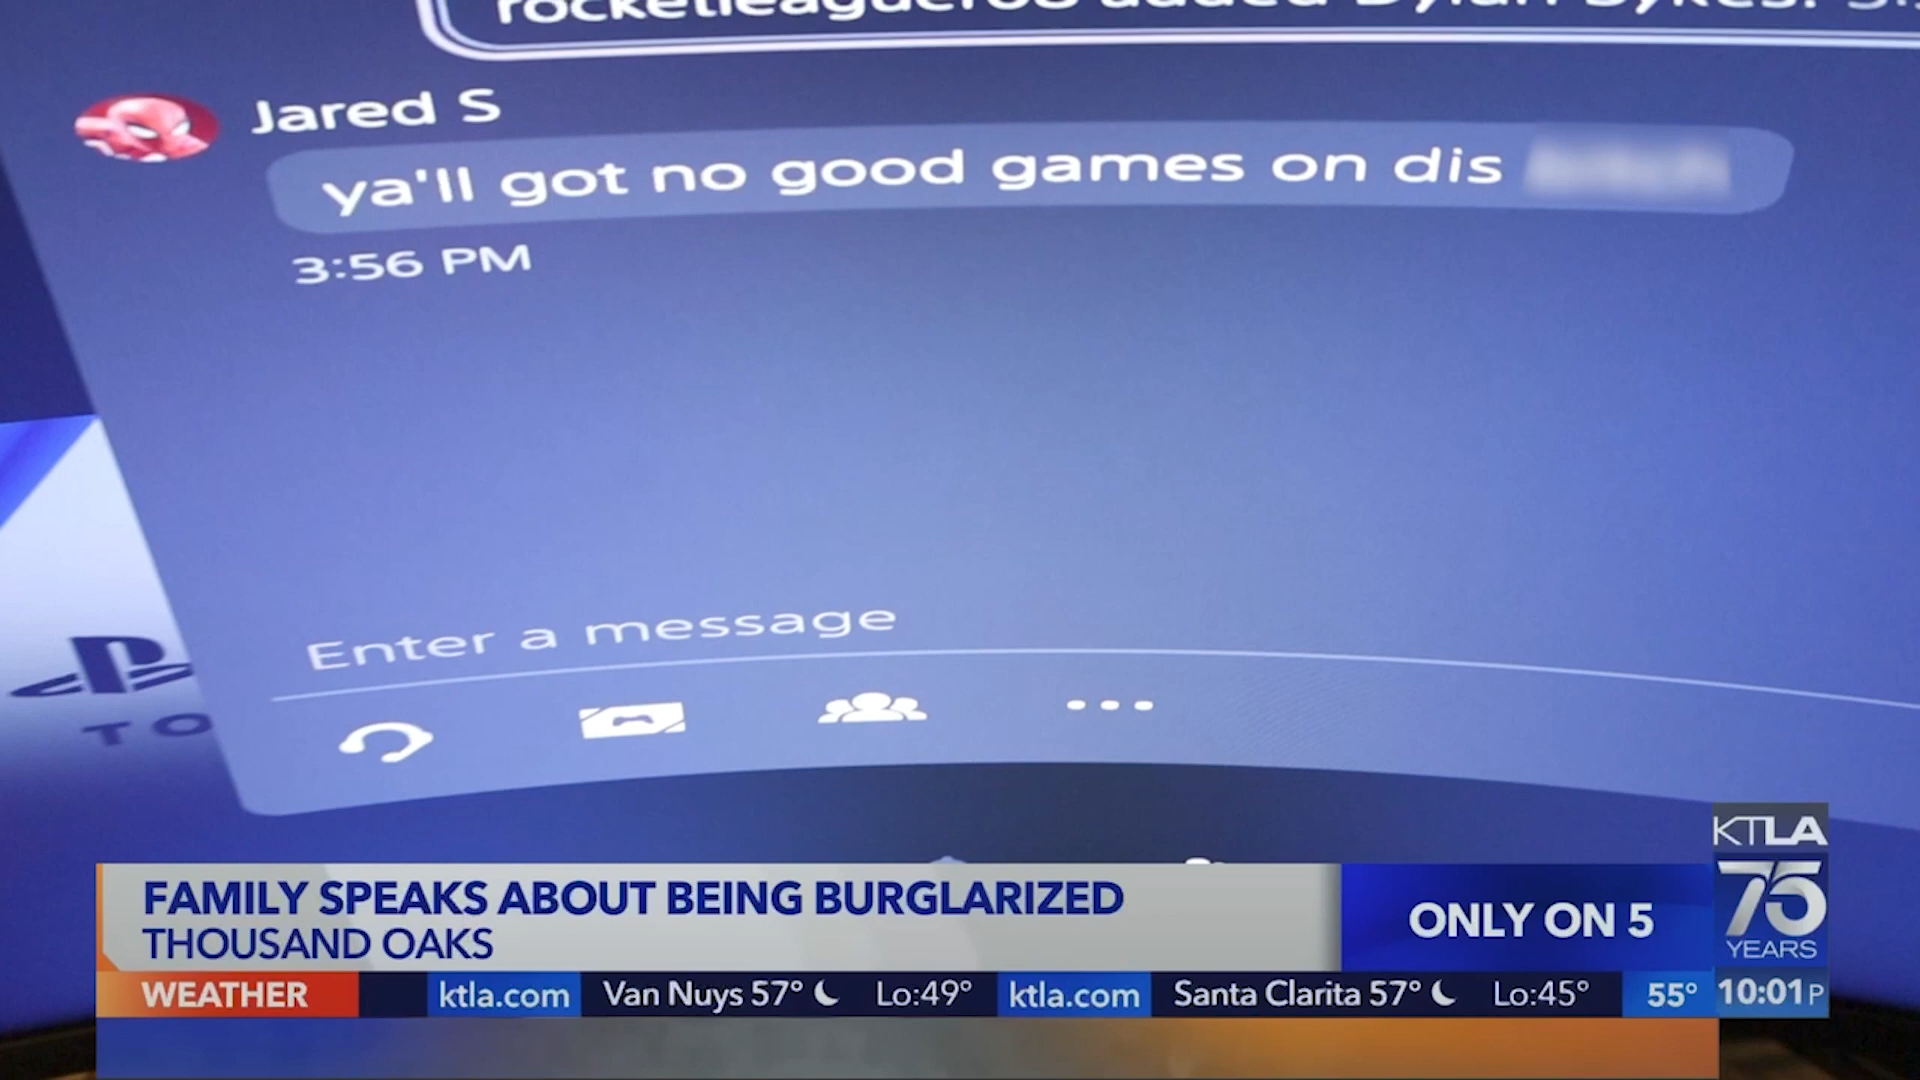 added
Jared S
ya'll got no good games on dis
3:56 PM
Enter a message
TO
FAMILY SPEAKS ABOUT BEING BURGLARIZED
THOUSAND OAKS
ONLY ON 5
KTLA
75
YEARS
WEATHER
ktla.com
Van Nuys 57°
Lo:49°
ktla.com
Santa Clarita 57°
Lo:45°
55°
10:01P